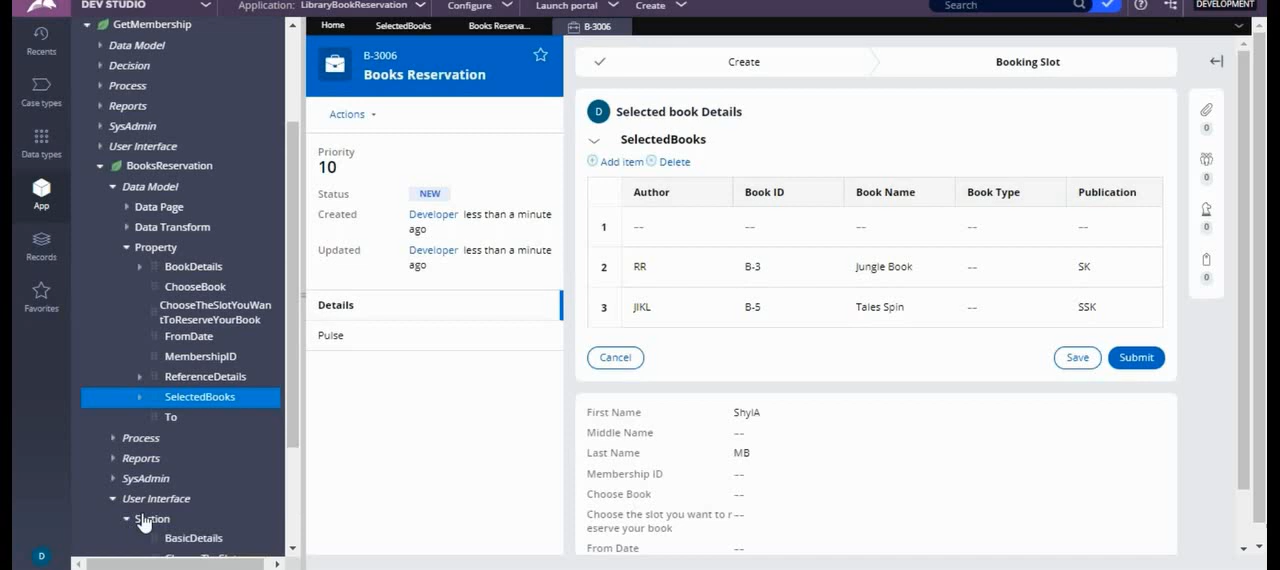 DEV STUDIO
Application: LibraryBookReservation
Configure
Launch portal
Create
Search
DEVELOPMENT
Recents
Case types
Data types
App
Records
Favorites
D
GetMembership
Data Model
Decision
Process
Reports
SysAdmin
User Interface
BooksReservation
Data Model
Data Page
Data Transform
Property
BookDetails
ChooseBook
ChooseTheSlotYouWan
tToReserveYourBook
FromDate
MembershipID
ReferenceDetails
SelectedBooks
To
Process
Reports
SysAdmin
User Interface
Section
BasicDetails
Home
SelectedBooks
Books Reserva...
B-3006
B-3006
Books Reservation
Actions
Priority
10
Status NEW
Created Developer less than a minute
ago
Updated Developer less than a minute
ago
Details
Pulse
Create
Booking Slot
D Selected book Details
SelectedBooks
Add item Delete
Author Book ID Book Name Book Type Publication
1 -- -- -- -- --
2 RR B-3 Jungle Book -- SK
3 JIKL B-5 Tales Spin -- SSK
Cancel Save Submit
First Name ShylA
Middle Name --
Last Name MB
Membership ID --
Choose Book --
Choose the slot you want to r --
eserve your book
From Date --
0
0
0
0